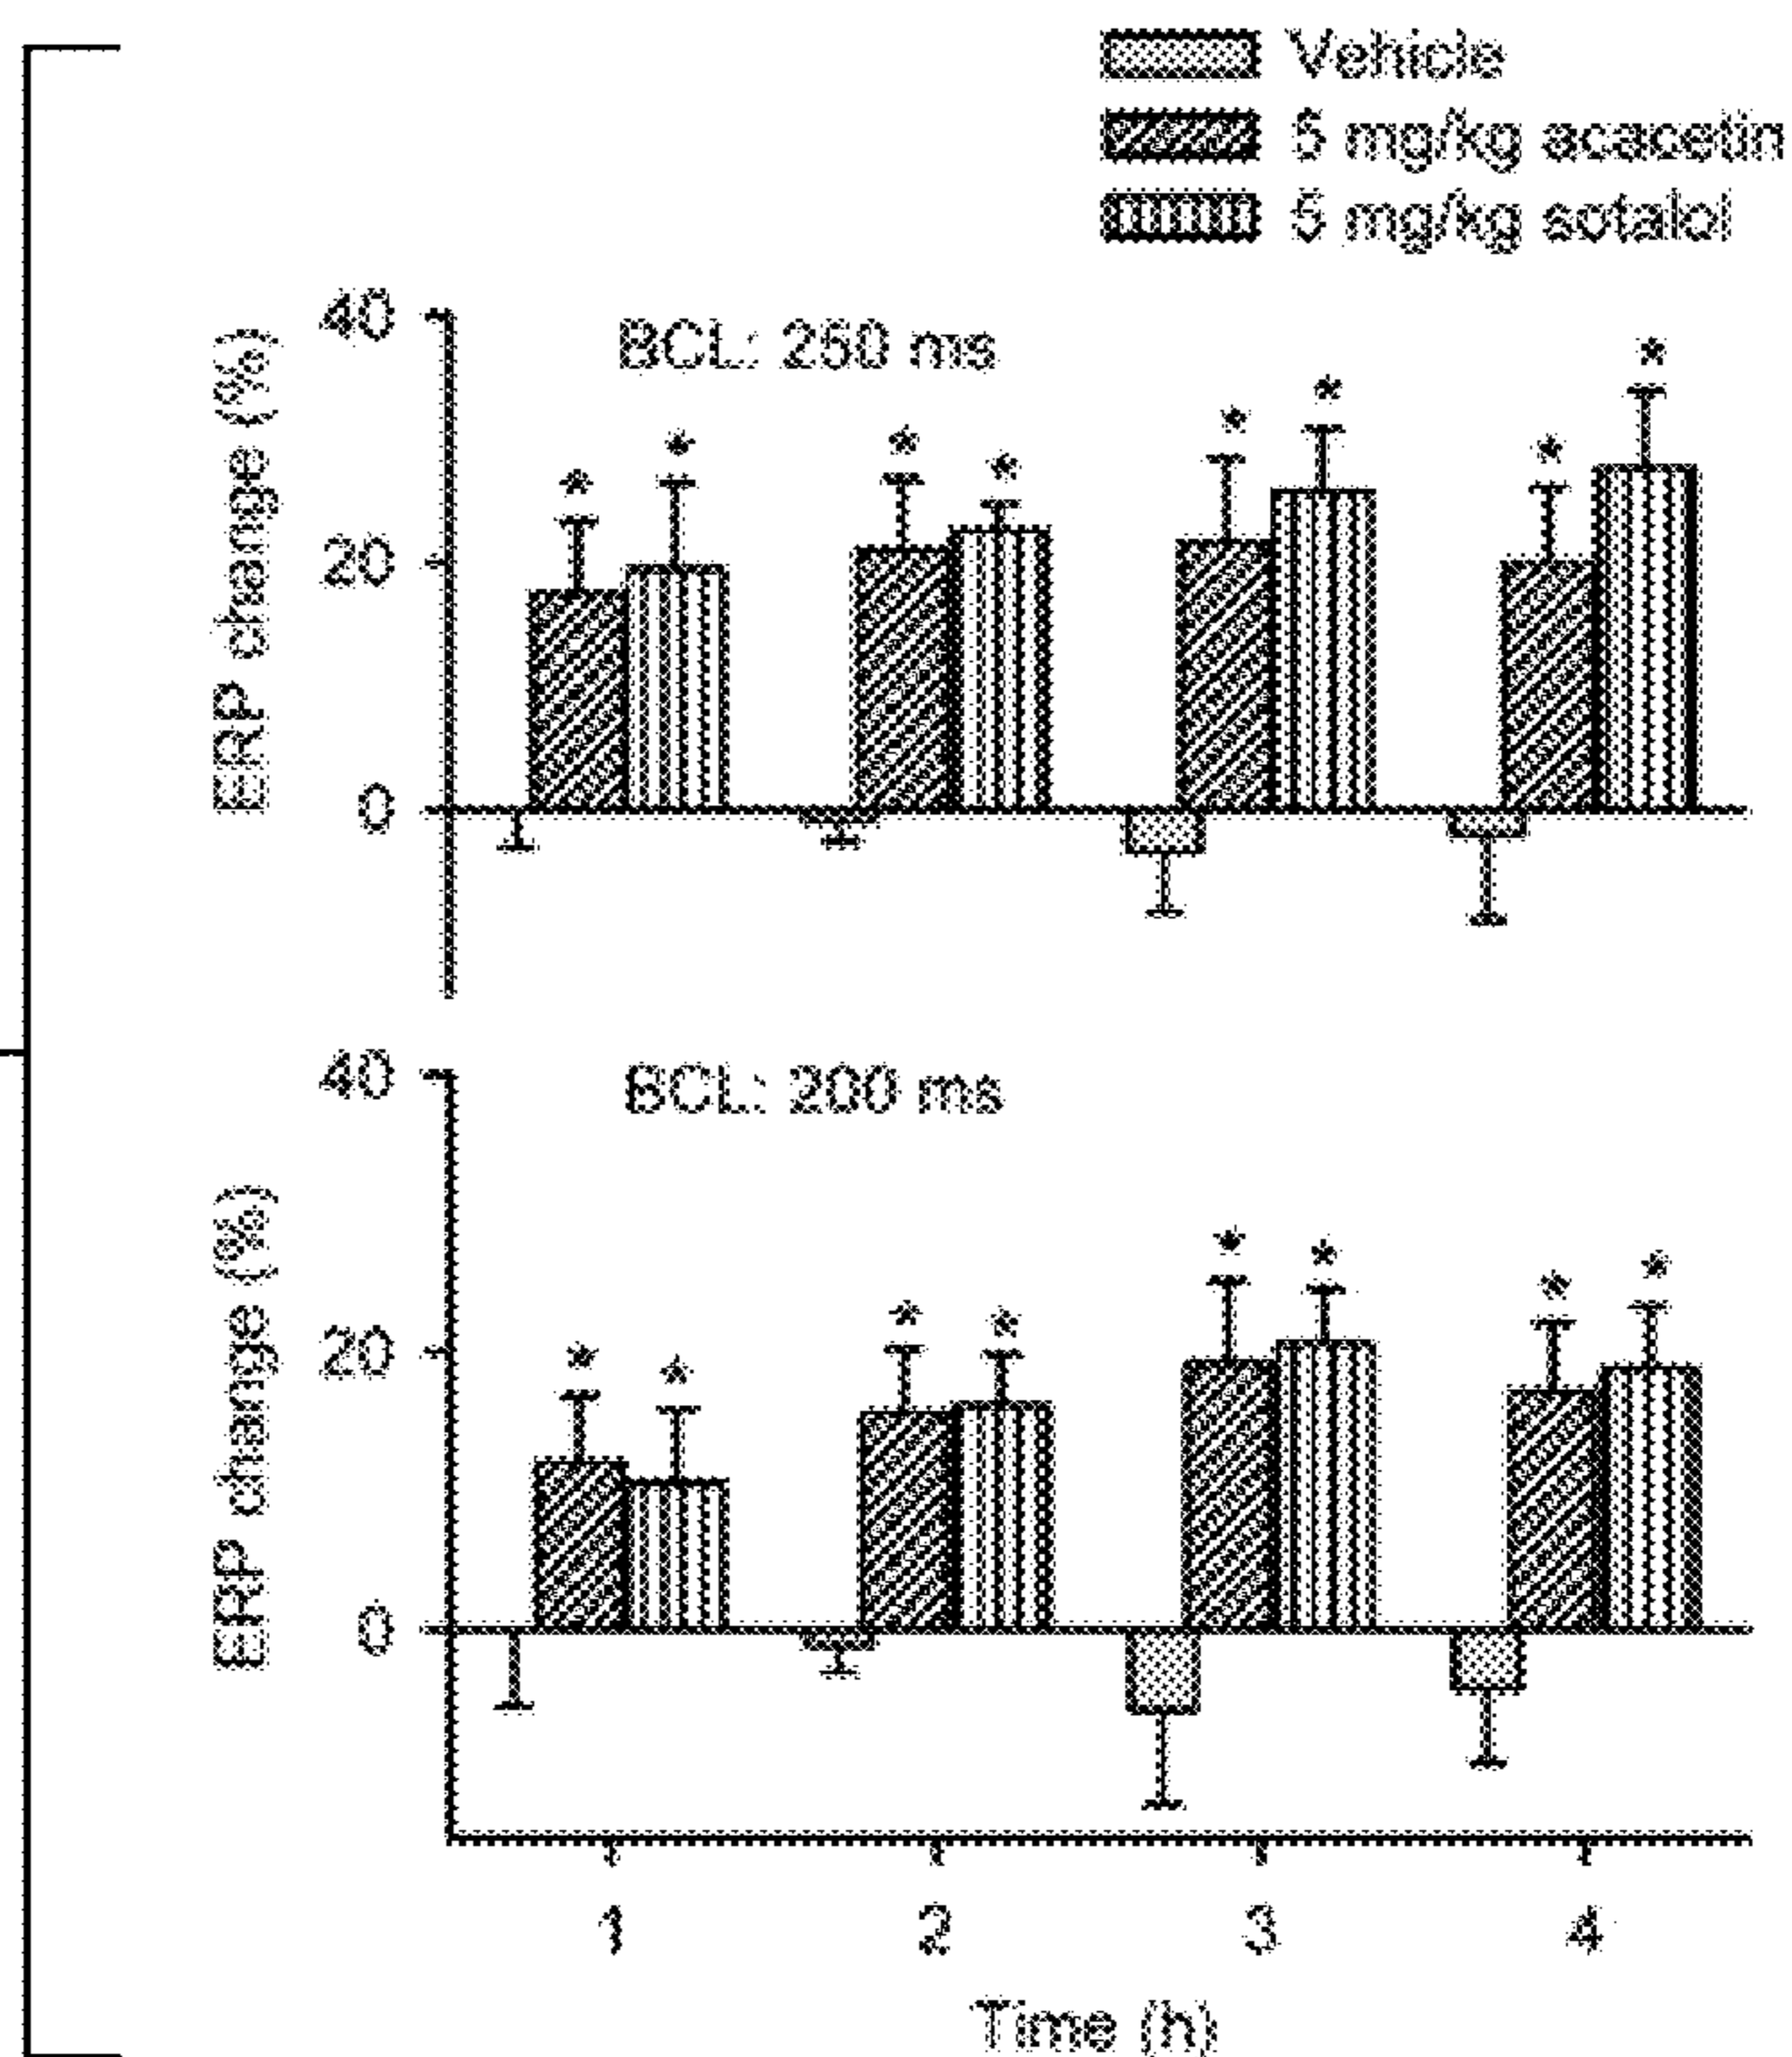 Vehicle
5 mg/kg acacetin
5 mg/kg sotalol
40
BCL: 250 ms
ERP change (%)
20
0
* * * * * * * *
40
BCL: 200 ms
ERP change (%)
20
0
* * * * * * * *
1 2 3 4
Time (h)